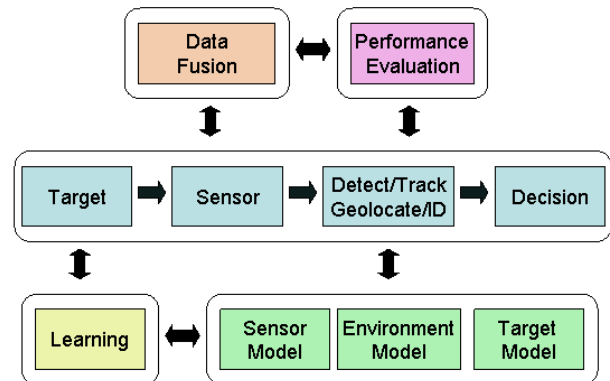 Data
Fusion
Performance
Evaluation
Target
Sensor
Detect/Track
Geolocate/ID
Decision
Learning
Sensor
Model
Environment
Model
Target
Model